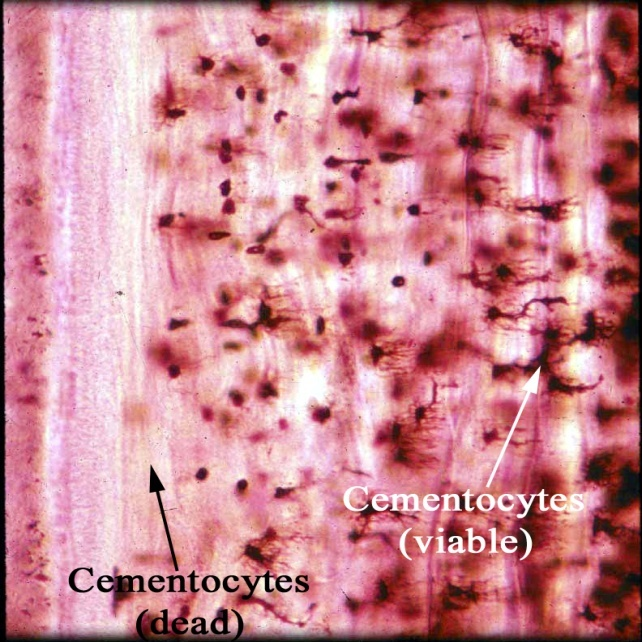 Cementocytes
(viable)
Cementocytes
(dead)